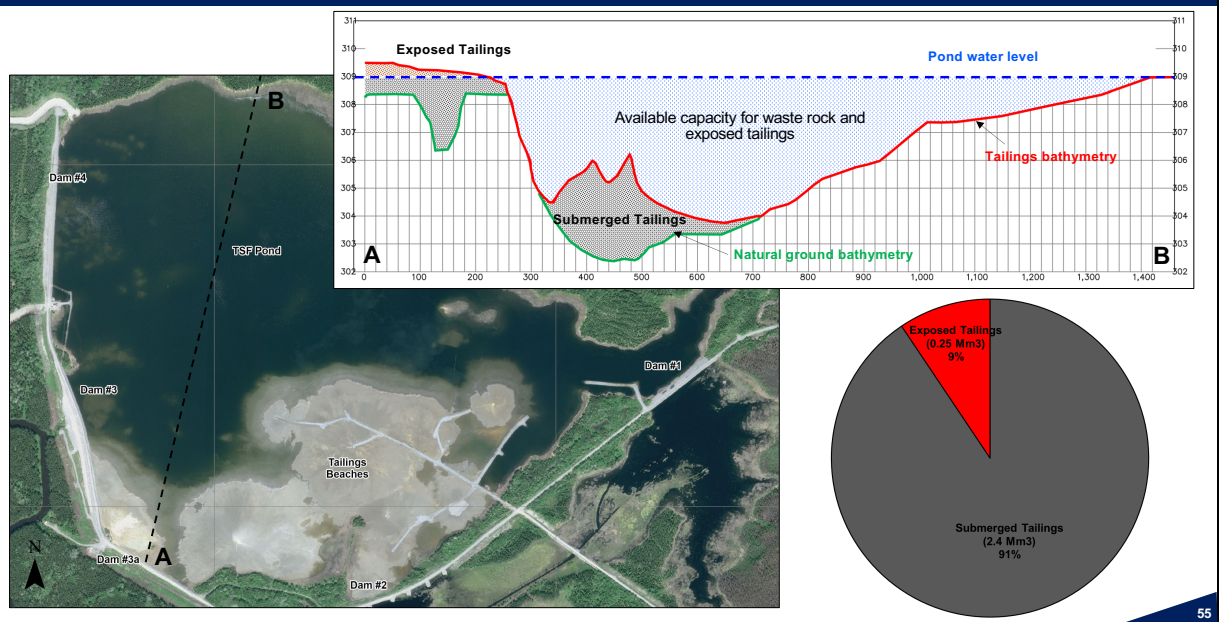 311
311
310
310
309
309
308
308
307
307
306
306
305
305
304
304
303
303
302
302
Exposed Tailings
Pond water level
Available capacity for waste rock and
exposed tailings
Tailings bathymetry
Submerged Tailings
Natural ground bathymetry
A
B
0
100
200
300
400
500
600
700
800
900
1,000
1,100
1,200
1,300
1,400
B
Dam #4
TSF Pond
Dam #1
Dam #3
Tailings
Beaches
N
A
Dam #3a
Dam #2
Exposed Tailings
(0.25 Mm3)
9%
Submerged Tailings
(2.4 Mm3)
91%
55